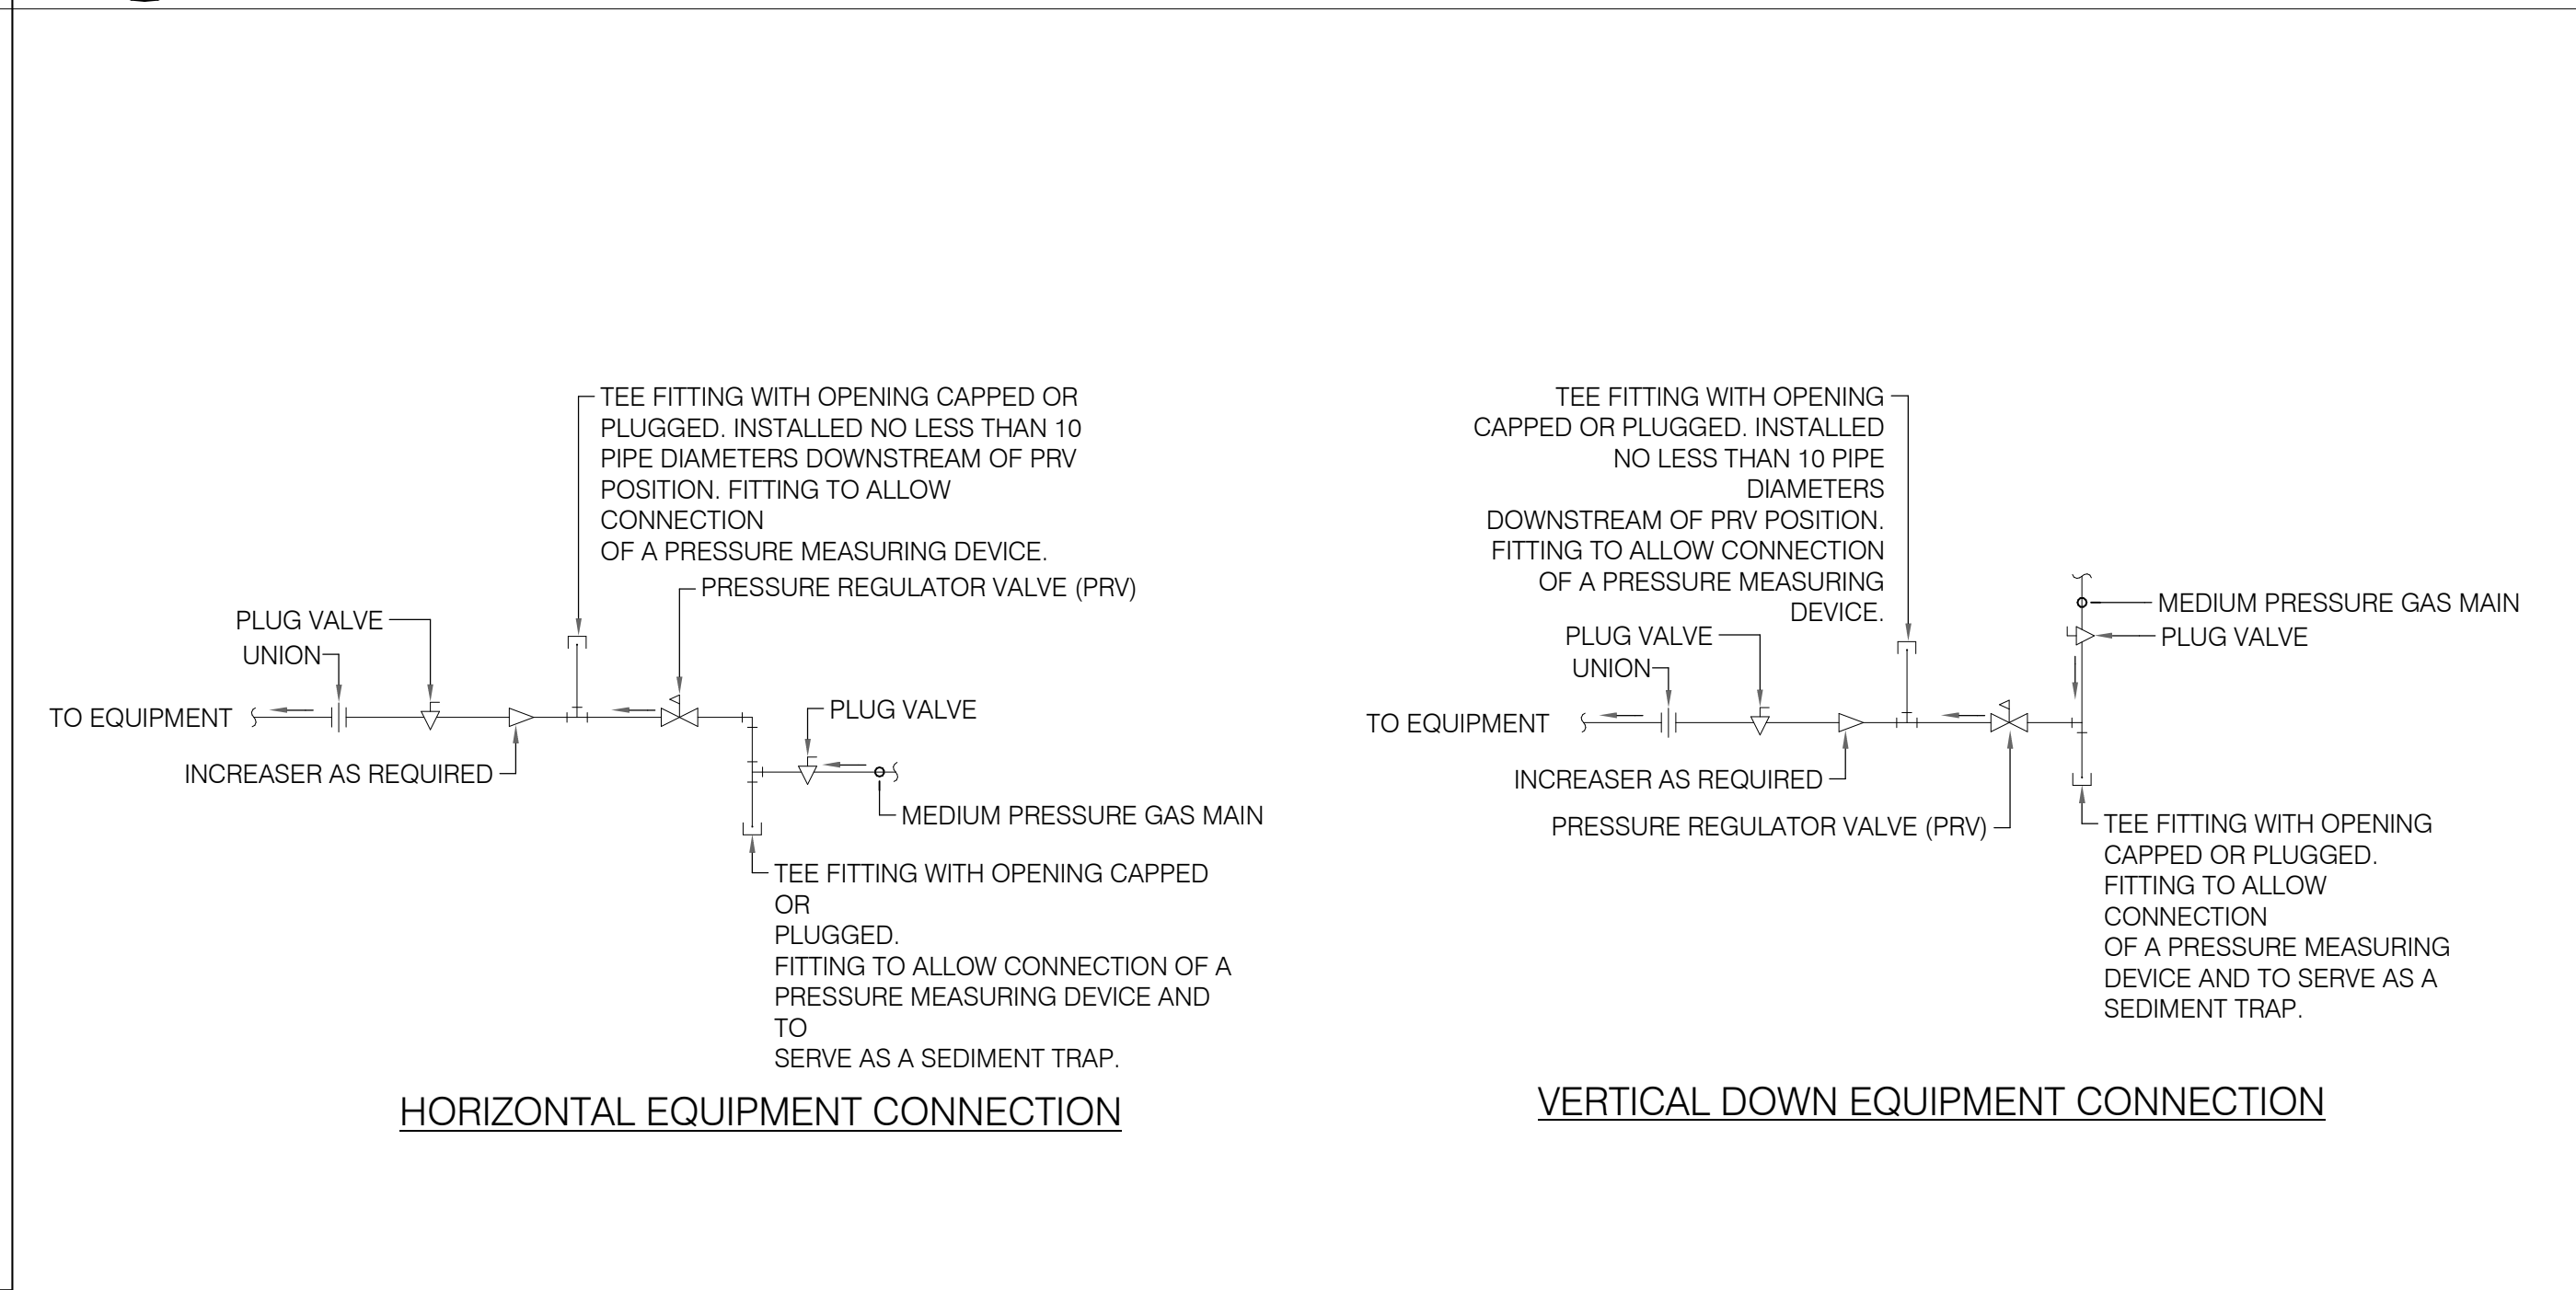 TEE FITTING WITH OPENING CAPPED OR
PLUGGED. INSTALLED NO LESS THAN 10
PIPE DIAMETERS DOWNSTREAM OF PRV
POSITION. FITTING TO ALLOW
CONNECTION
OF A PRESSURE MEASURING DEVICE.
PRESSURE REGULATOR VALVE (PRV)
PLUG VALVE
UNION
TO EQUIPMENT
INCREASER AS REQUIRED
PLUG VALVE
MEDIUM PRESSURE GAS MAIN
TEE FITTING WITH OPENING CAPPED
OR
PLUGGED.
FITTING TO ALLOW CONNECTION OF A
PRESSURE MEASURING DEVICE AND
TO
SERVE AS A SEDIMENT TRAP.
HORIZONTAL EQUIPMENT CONNECTION
TEE FITTING WITH OPENING
CAPPED OR PLUGGED. INSTALLED
NO LESS THAN 10 PIPE
DIAMETERS
DOWNSTREAM OF PRV POSITION.
FITTING TO ALLOW CONNECTION
OF A PRESSURE MEASURING
DEVICE.
MEDIUM PRESSURE GAS MAIN
PLUG VALVE
PLUG VALVE
UNION
TO EQUIPMENT
INCREASER AS REQUIRED
PRESSURE REGULATOR VALVE (PRV)
TEE FITTING WITH OPENING
CAPPED OR PLUGGED.
FITTING TO ALLOW
CONNECTION
OF A PRESSURE MEASURING
DEVICE AND TO SERVE AS A
SEDIMENT TRAP.
VERTICAL DOWN EQUIPMENT CONNECTION